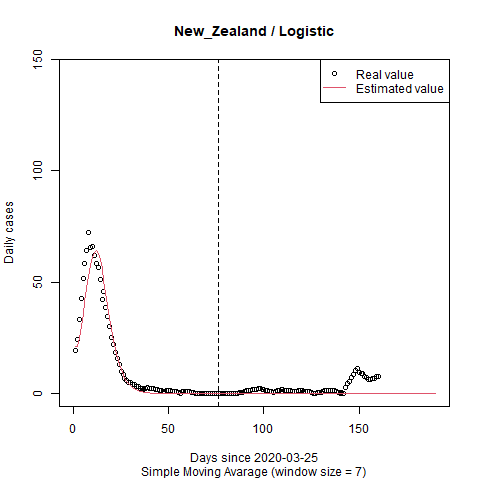 New_Zealand / Logistic
Real value
Estimated value
150
100
50
0
Daily cases
0 50 100 150
Days since 2020-03-25
Simple Moving Avarage (window size = 7)